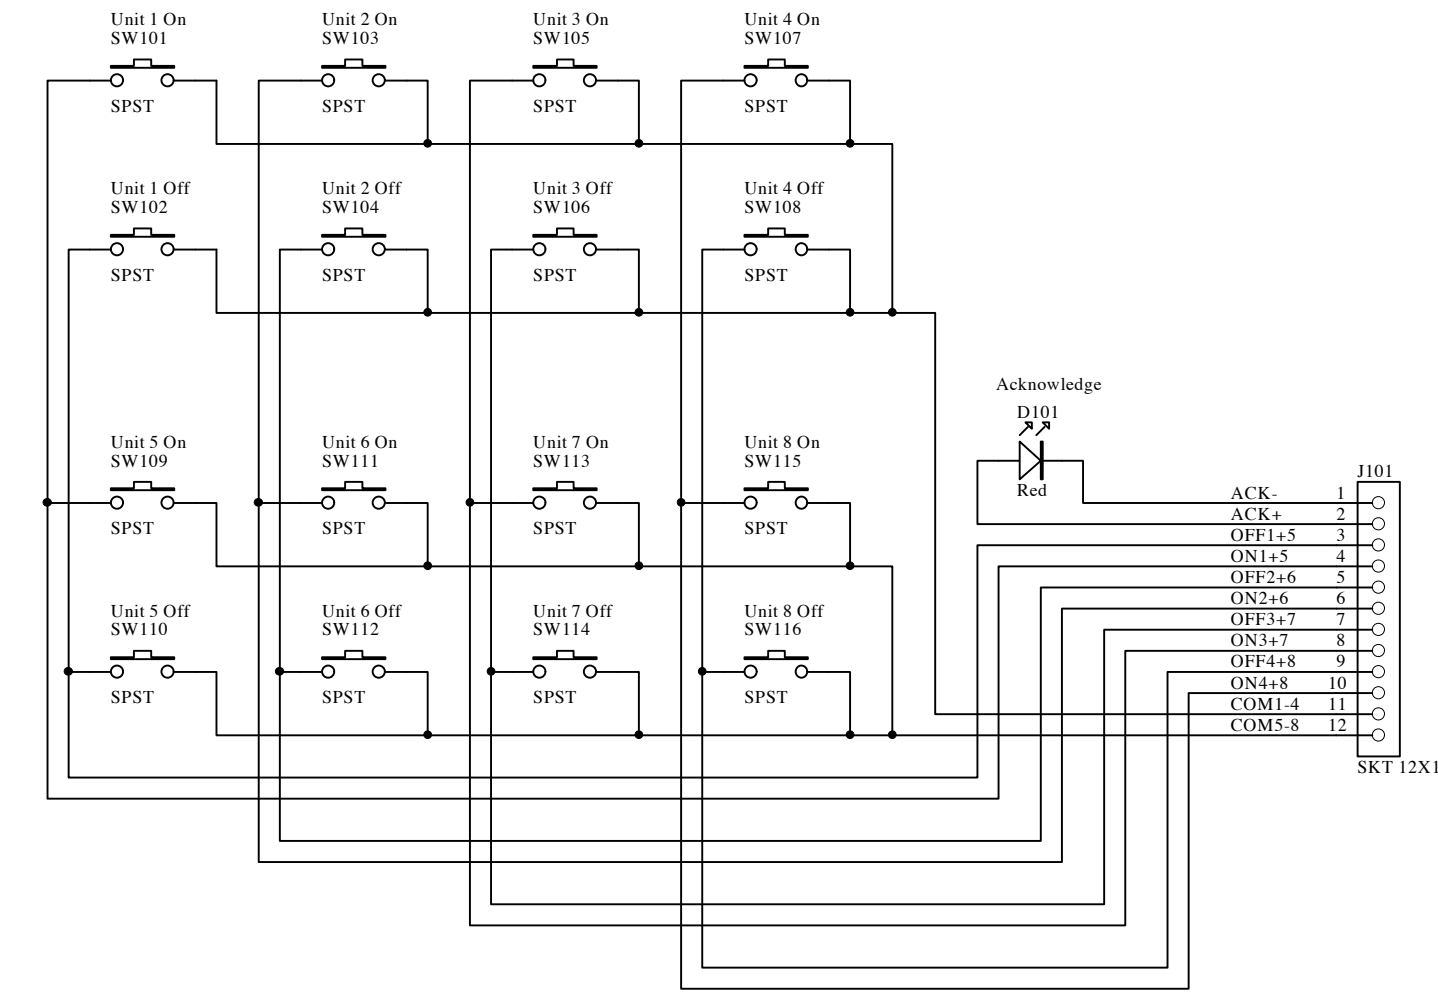 Unit 1 On
SW101
SPST
Unit 2 On
SW103
SPST
Unit 3 On
SW105
SPST
Unit 4 On
SW107
SPST
Unit 1 Off
SW102
SPST
Unit 2 Off
SW104
SPST
Unit 3 Off
SW106
SPST
Unit 4 Off
SW108
SPST
Unit 5 On
SW109
SPST
Unit 6 On
SW111
SPST
Unit 7 On
SW113
SPST
Unit 8 On
SW115
SPST
Unit 5 Off
SW110
SPST
Unit 6 Off
SW112
SPST
Unit 7 Off
SW114
SPST
Unit 8 Off
SW116
SPST
Acknowledge
D101
Red
J101
ACK- 1
ACK+ 2
OFF1+5 3
ON1+5 4
OFF2+6 5
ON2+6 6
OFF3+7 7
ON3+7 8
OFF4+8 9
ON4+8 10
COM1-4 11
COM5-8 12
SKT 12X1